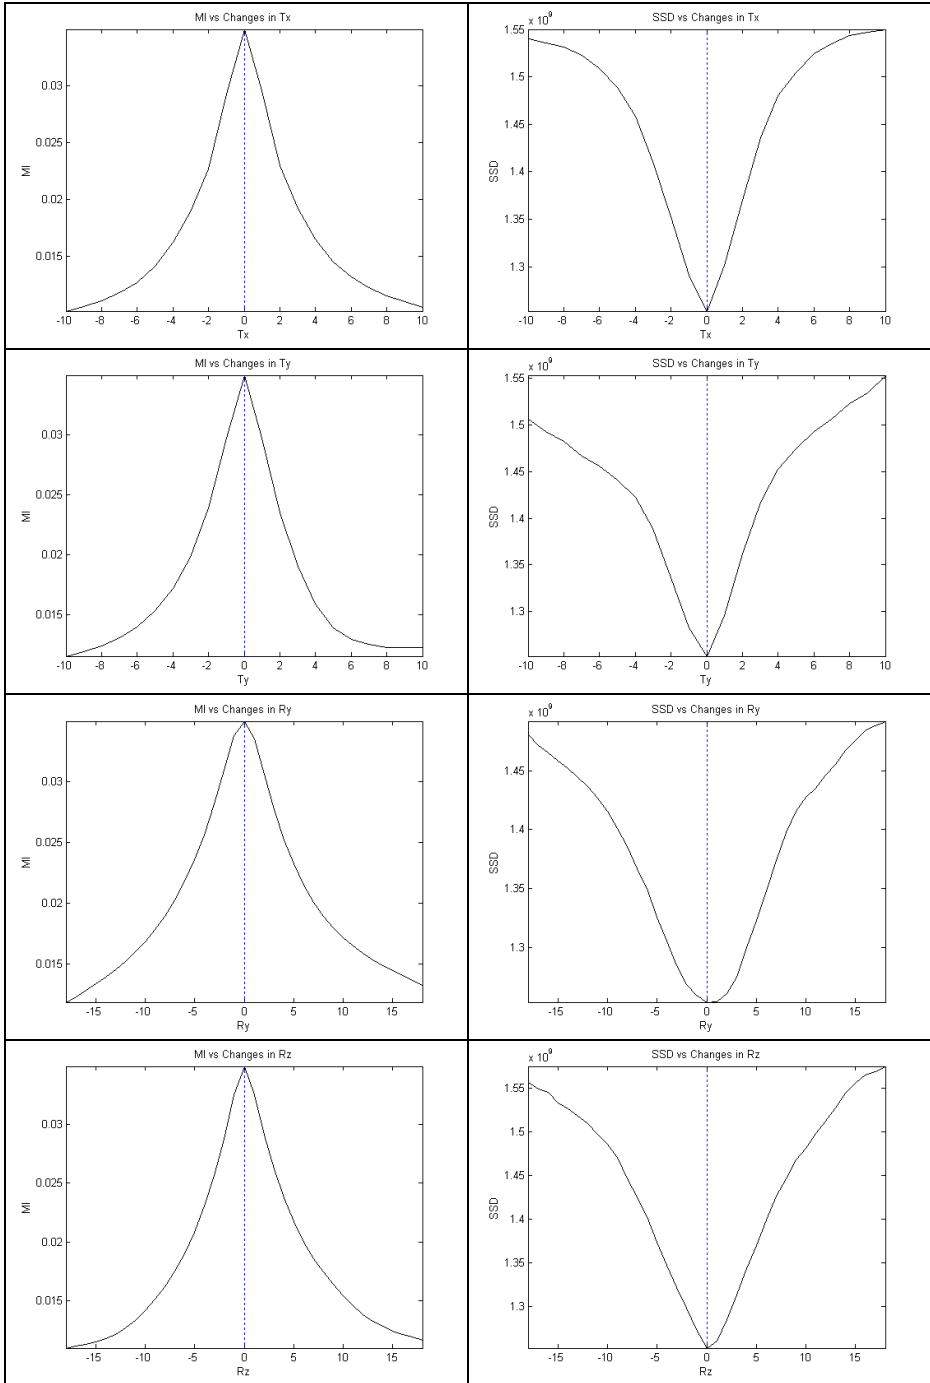 MI vs Changes in Tx
0.03
0.025
0.02
0.015
MI
-10 -8 -6 -4 -2 0 2 4 6 8 10
Tx
SSD vs Changes in Tx
x 10^9
1.55
1.5
1.45
1.4
1.35
1.3
SSD
-10 -8 -6 -4 -2 0 2 4 6 8 10
Tx
MI vs Changes in Ty
0.03
0.025
0.02
0.015
MI
-10 -8 -6 -4 -2 0 2 4 6 8 10
Ty
SSD vs Changes in Ty
x 10^9
1.55
1.5
1.45
1.4
1.35
1.3
SSD
-10 -8 -6 -4 -2 0 2 4 6 8 10
Ty
MI vs Changes in Ry
0.03
0.025
0.02
0.015
MI
-15 -10 -5 0 5 10 15
Ry
SSD vs Changes in Ry
x 10^9
1.45
1.4
1.35
1.3
SSD
-15 -10 -5 0 5 10 15
Ry
MI vs Changes in Rz
0.03
0.025
0.02
0.015
MI
-15 -10 -5 0 5 10 15
Rz
SSD vs Changes in Rz
x 10^9
1.55
1.5
1.45
1.4
1.35
1.3
SSD
-15 -10 -5 0 5 10 15
Rz